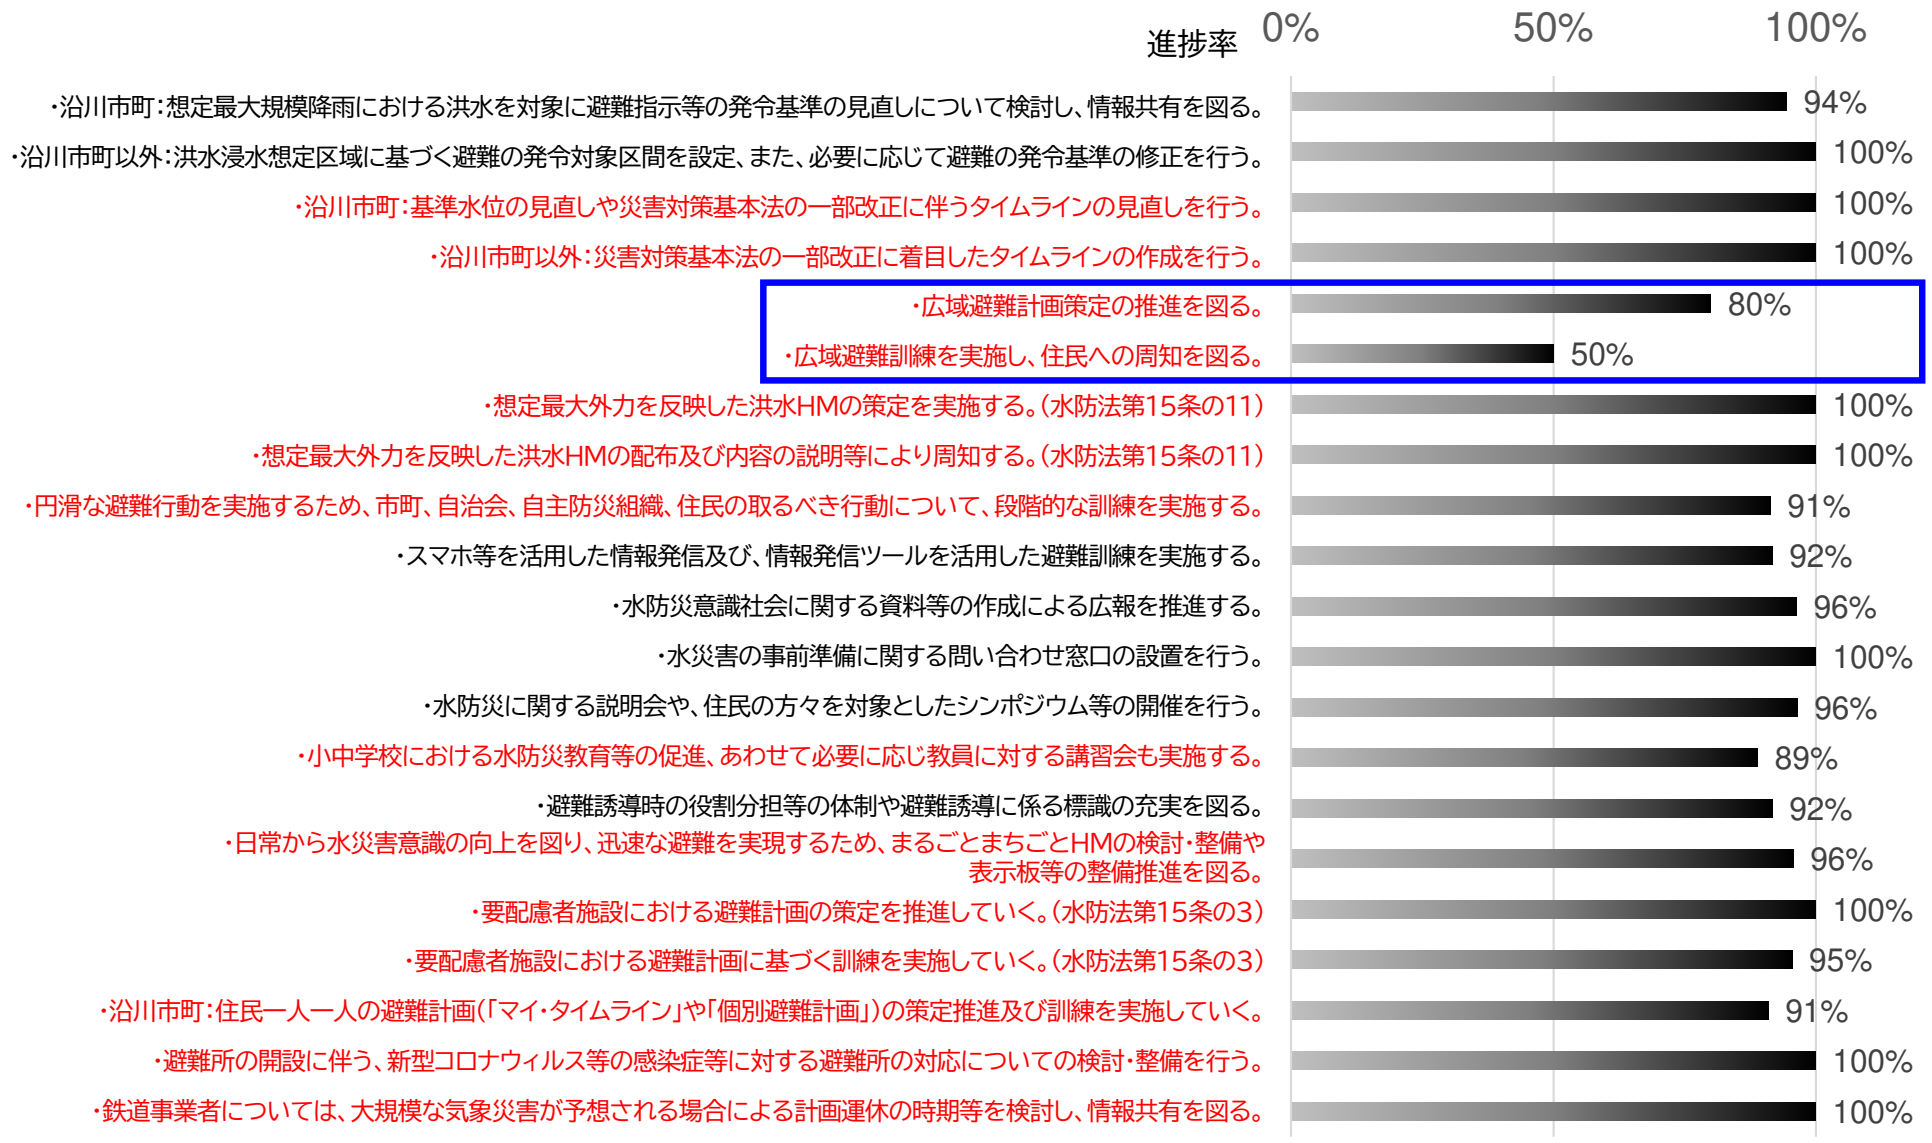 進捗率 0% 50% 100%
・沿川市町：想定最大規模降雨における洪水を対象に避難指示等の発令基準の見直しについて検討し、情報共有を図る。 94%
・沿川市町以外：洪水浸水想定区域に基づく避難の発令対象区間を設定、また、必要に応じて避難の発令基準の修正を行う。 100%
・沿川市町：基準水位の見直しや災害対策基本法の一部改正に伴うタイムラインの見直しを行う。 100%
・沿川市町以外：災害対策基本法の一部改正に着目したタイムラインの作成を行う。 100%
・広域避難計画策定の推進を図る。 80%
・広域避難訓練を実施し、住民への周知を図る。 50%
・想定最大外力を反映した洪水HMの策定を実施する。（水防法第15条の11） 100%
・想定最大外力を反映した洪水HMの配布及び内容の説明等により周知する。（水防法第15条の11） 100%
・円滑な避難行動を実施するため、市町、自治会、自主防災組織、住民の取るべき行動について、段階的な訓練を実施する。 91%
・スマホ等を活用した情報発信及び、情報発信ツールを活用した避難訓練を実施する。 92%
・水防災意識社会に関する資料等の作成による広報を推進する。 96%
・水災害の事前準備に関する問い合わせ窓口の設置を行う。 100%
・水防災に関する説明会や、住民の方々を対象としたシンポジウム等の開催を行う。 96%
・小中学校における水防災教育等の促進、あわせて必要に応じ教員に対する講習会も実施する。 89%
・避難誘導時の役割分担等の体制や避難誘導に係る標識の充実を図る。 92%
・日常から水災害意識の向上を図り、迅速な避難を実現するため、まるごとまちごとHMの検討・整備や
表示板等の整備推進を図る。 96%
・要配慮者施設における避難計画の策定を推進していく。（水防法第15条の3） 100%
・要配慮者施設における避難計画に基づく訓練を実施していく。（水防法第15条の3） 95%
・沿川市町：住民一人一人の避難計画（「マイ・タイムライン」や「個別避難計画」）の策定推進及び訓練を実施していく。 91%
・避難所の開設に伴う、新型コロナウィルス等の感染症等に対する避難所の対応についての検討・整備を行う。 100%
・鉄道事業者については、大規模な気象災害が予想される場合による計画運休の時期等を検討し、情報共有を図る。 100%